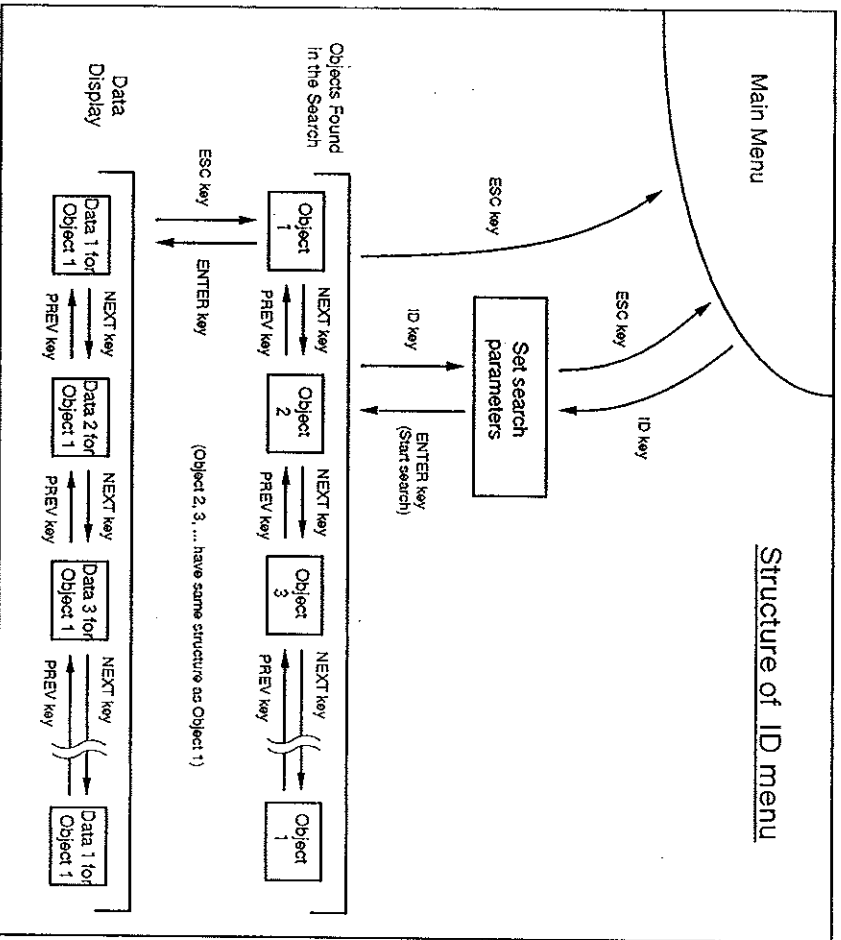 Structure of ID menu
Main Menu
ESC key
ESC key
ID key
Set search
parameters
ID key
ENTER key
(Start search)
Objects Found
in the Search
Object
1
NEXT key
PREV key
Object
2
NEXT key
PREV key
Object
3
NEXT key
PREV key
Object
1
ESC key
ENTER key
(Object 2, 3, ... have same structure as Object 1)
Data
Display
Data 1 for
Object 1
NEXT key
PREV key
Data 2 for
Object 1
NEXT key
PREV key
Data 3 for
Object 1
NEXT key
PREV key
Data 1 for
Object 1